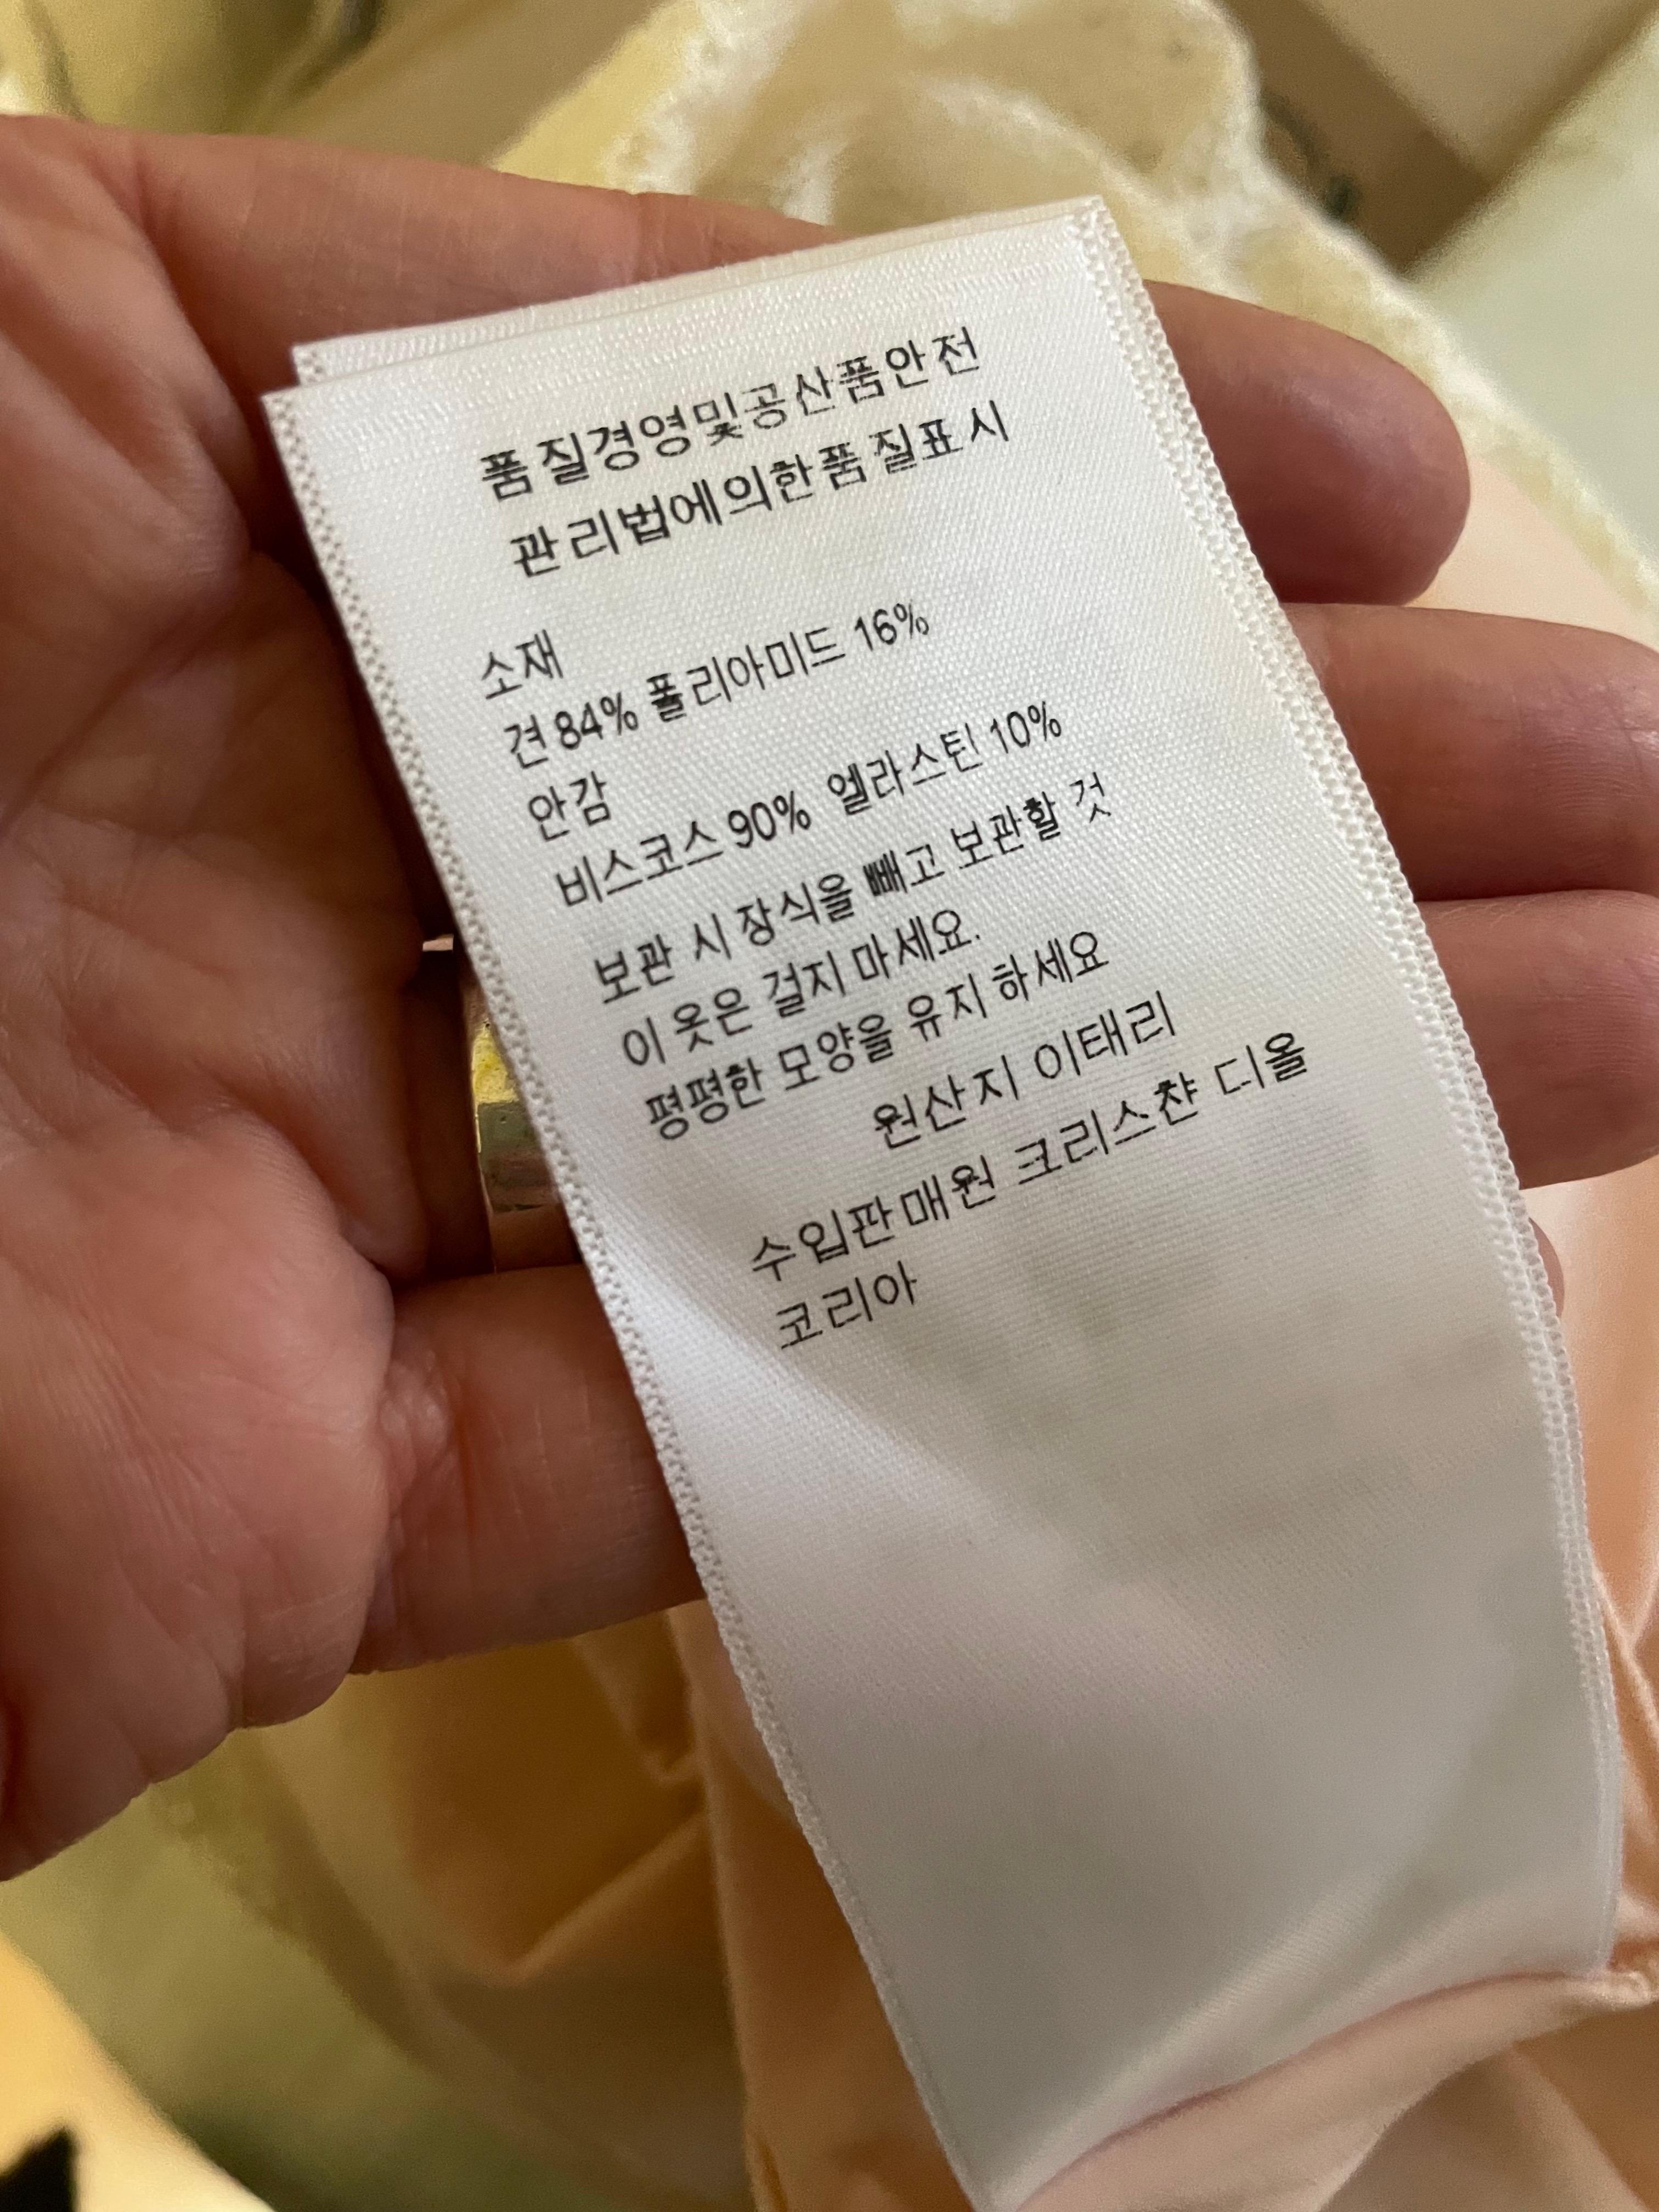 품질경영및공산품안전
관리법에의한품질표시
소재
견 84% 폴리아미드 16%
안감
비스코스 90% 엘라스틴 10%
보관 시 장식을 빼고 보관할 것
이 옷은 걸지 마세요.
평평한 모양을 유지 하세요
원산지 이태리
수입판매원 크리스챤 디올
코리아